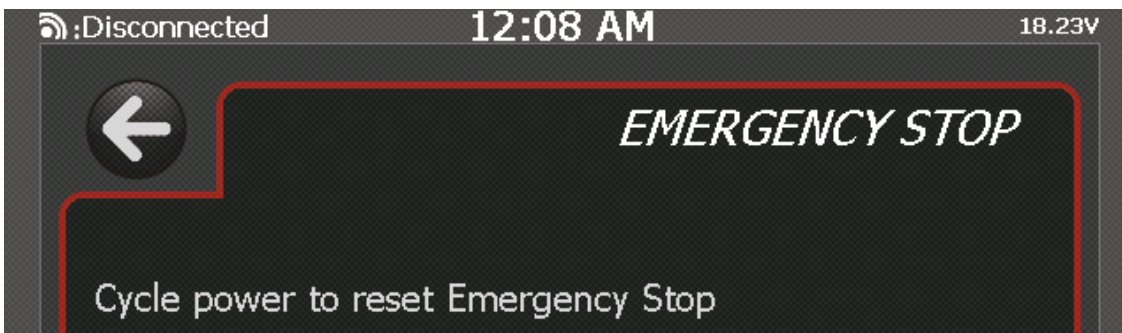 :Disconnected 12:08 AM 18.23V
EMERGENCY STOP
Cycle power to reset Emergency Stop